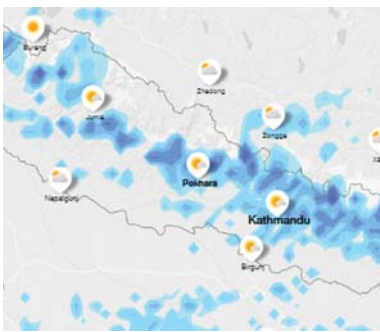 Burang
Zhadong
Jumla
Zongga
Pokhara
Nepalgunj
Kathmandu
Birgunj